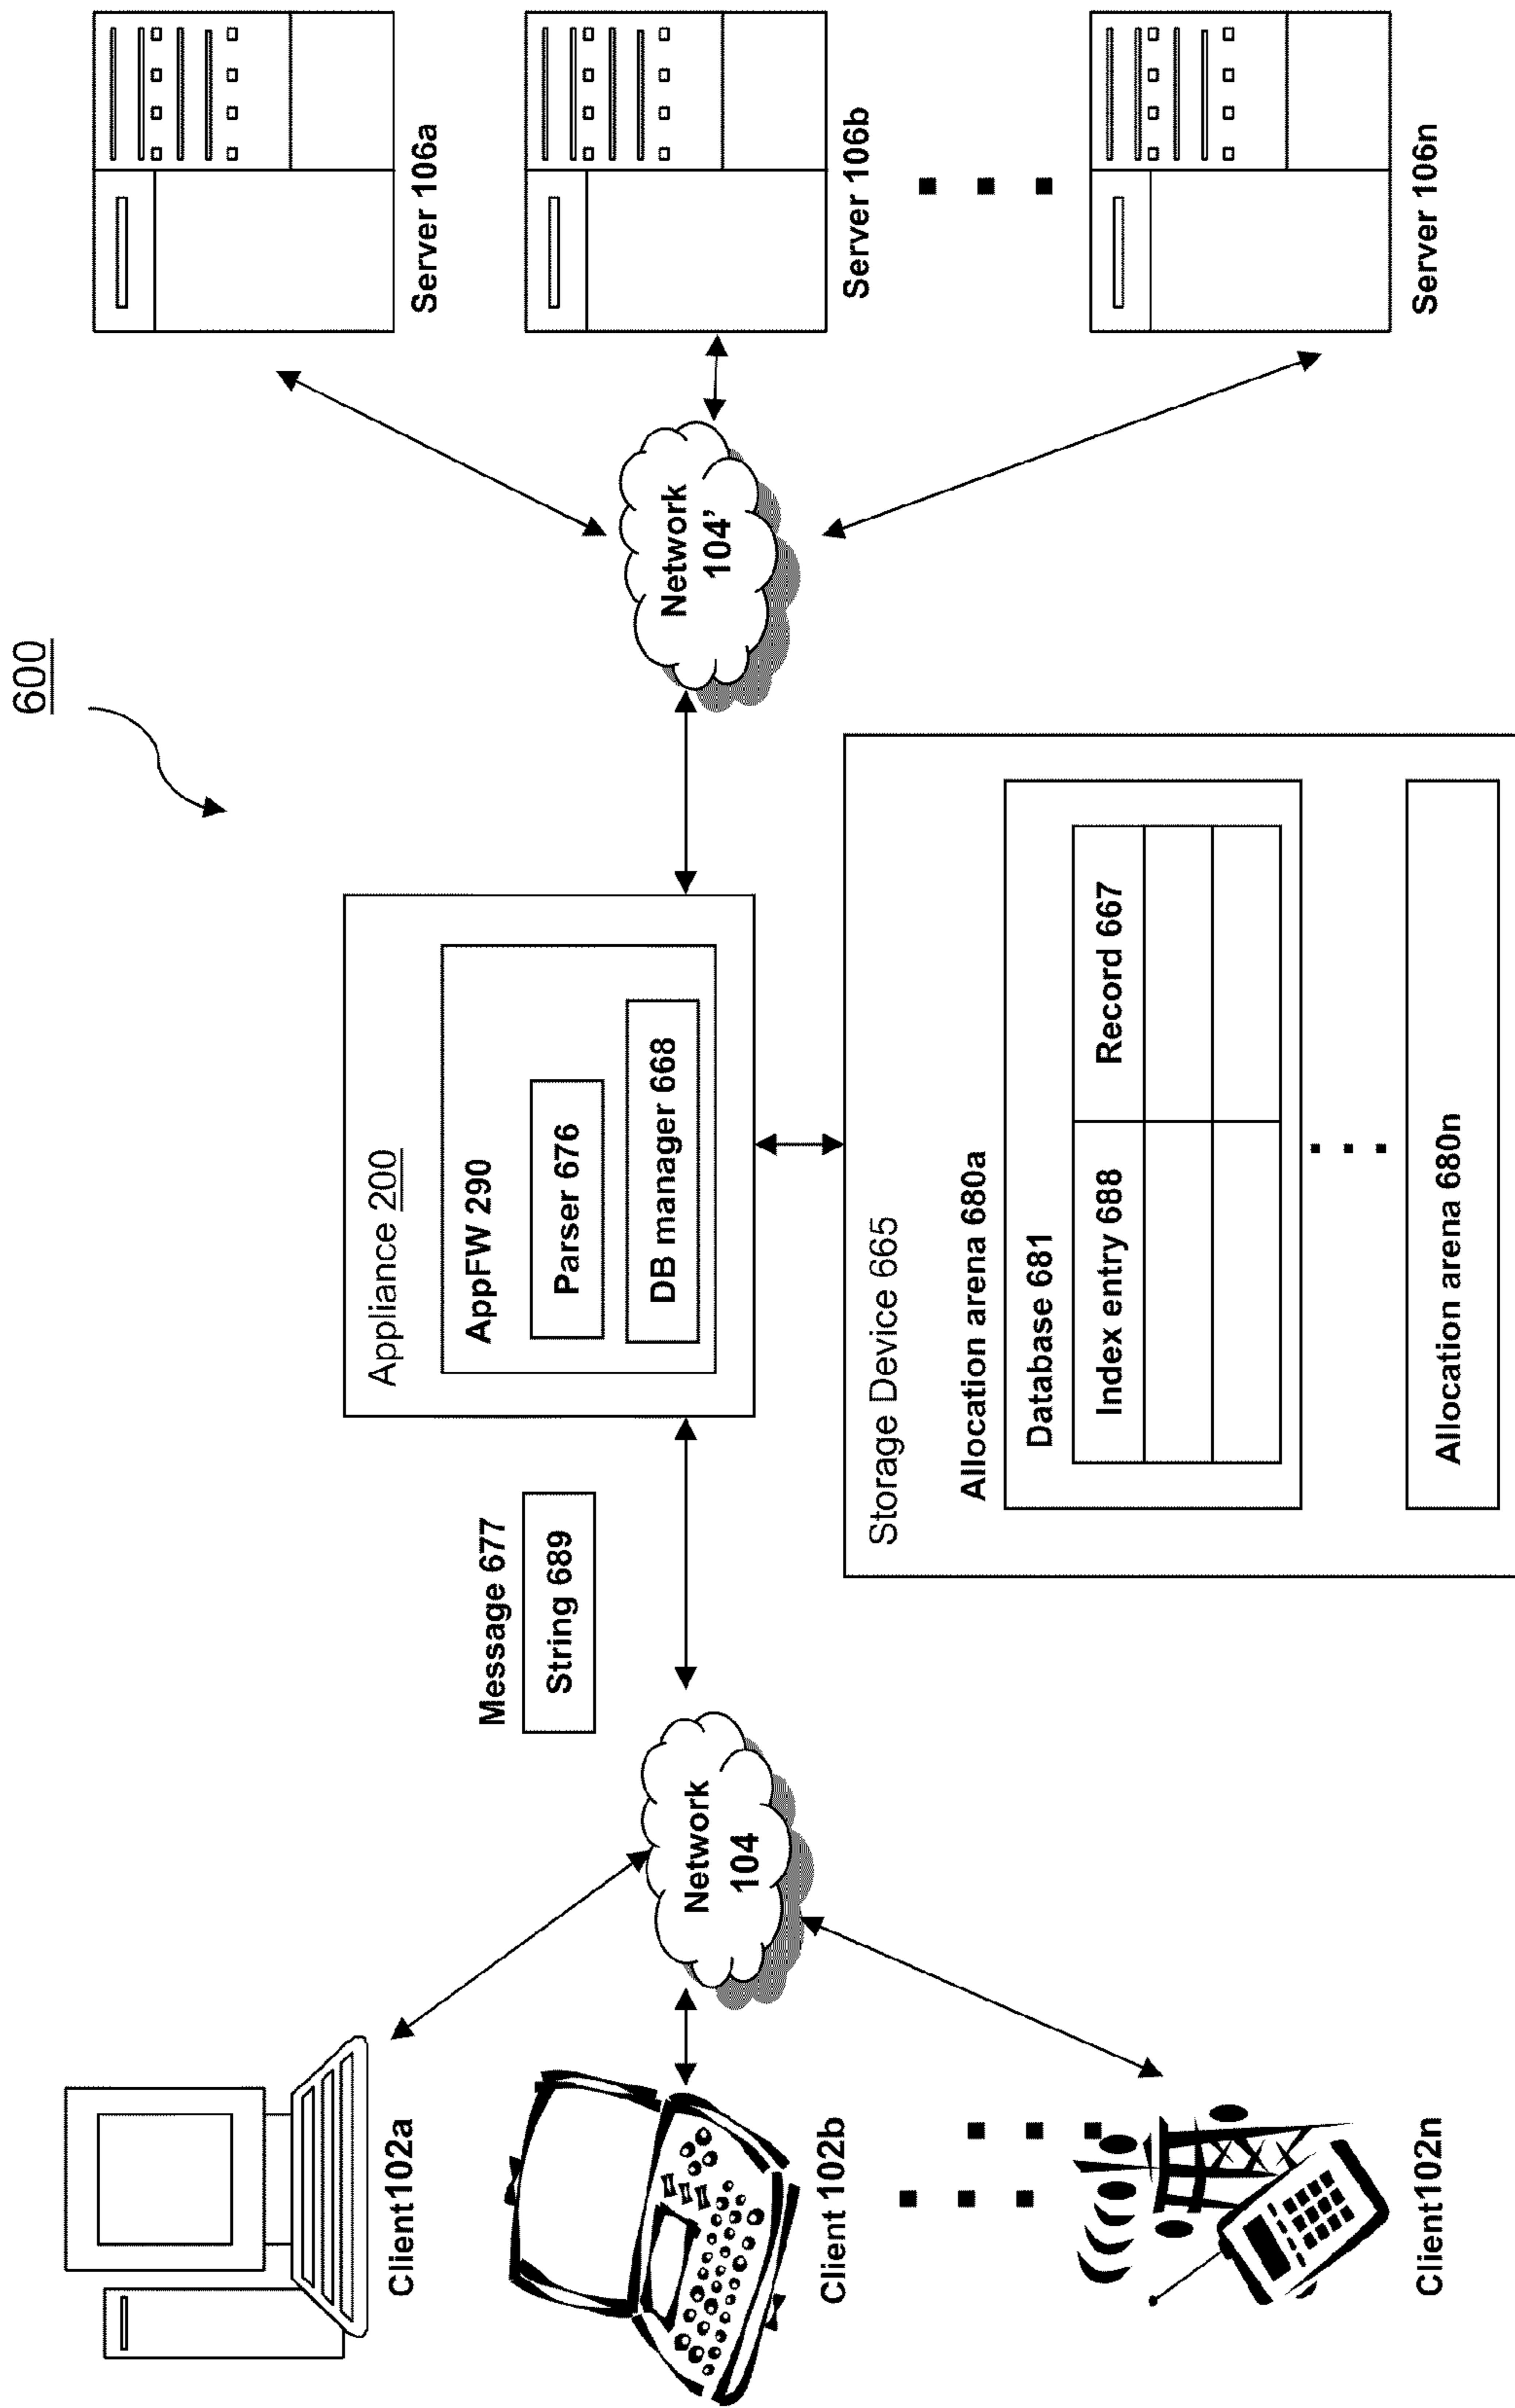 600
Client102a
Client 102b
Client102n
Network
104
Message 677
String 689
Appliance 200
AppFW 290
Parser 676
DB manager 668
Storage Device 665
Allocation arena 680a
Database 681
Index entry 688
Record 667
Allocation arena 680n
Network
104'
Server 106a
Server 106b
Server 106n